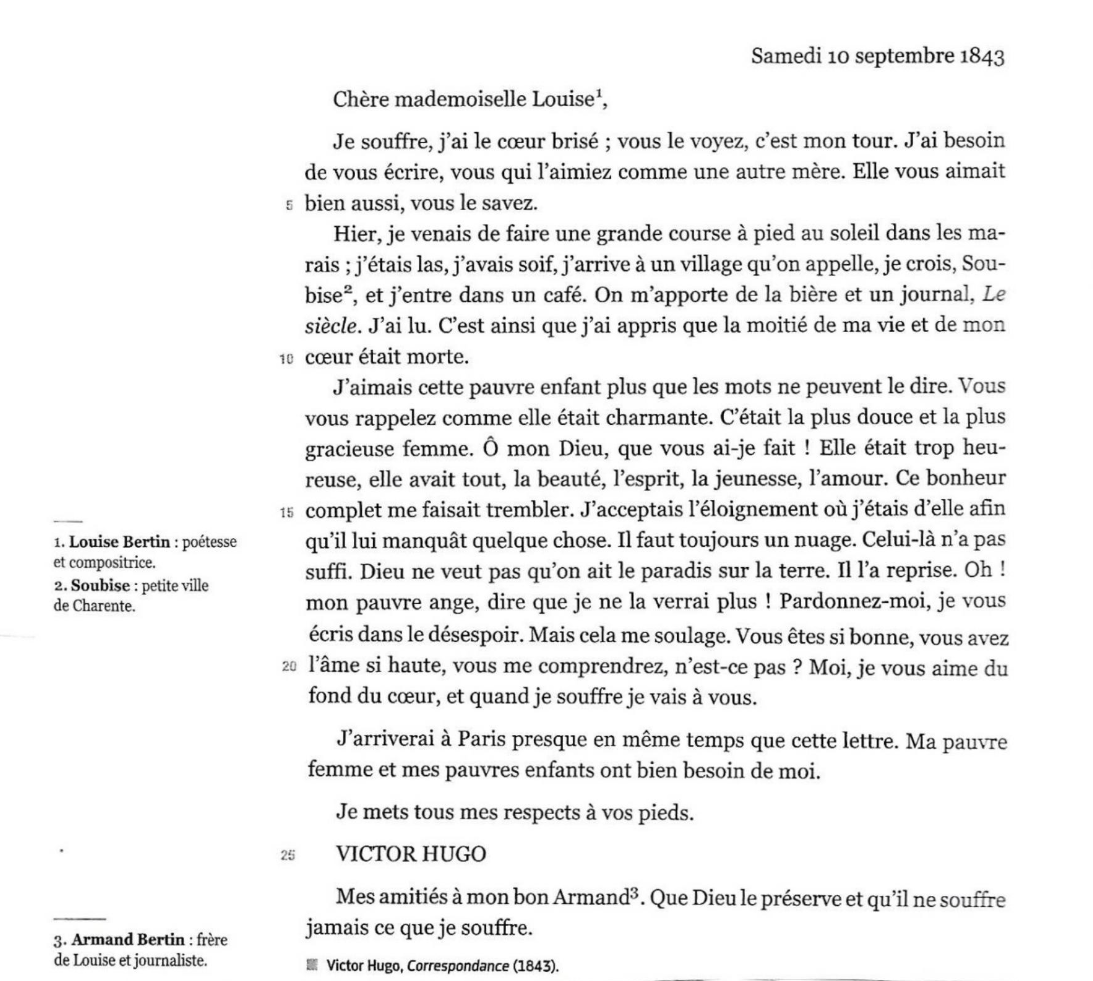 Samedi 10 septembre 1843
Chère mademoiselle Louise¹,
Je souffre, j'ai le cœur brisé ; vous le voyez, c'est mon tour. J'ai besoin
de vous écrire, vous qui l'aimiez comme une autre mère. Elle vous aimait
5 bien aussi, vous le savez.
Hier, je venais de faire une grande course à pied au soleil dans les ma-
rais ; j'étais las, j'avais soif, j'arrive à un village qu'on appelle, je crois, Sou-
bise², et j'entre dans un café. On m'apporte de la bière et un journal, Le
siècle. J'ai lu. C'est ainsi que j'ai appris que la moitié de ma vie et de mon
10 cœur était morte.
J'aimais cette pauvre enfant plus que les mots ne peuvent le dire. Vous
vous rappelez comme elle était charmante. C'était la plus douce et la plus
gracieuse femme. Ô mon Dieu, que vous ai-je fait ! Elle était trop heu-
reuse, elle avait tout, la beauté, l'esprit, la jeunesse, l'amour. Ce bonheur
15 complet me faisait trembler. J'acceptais l'éloignement où j'étais d'elle afin
qu'il lui manquât quelque chose. Il faut toujours un nuage. Celui-là n'a pas
suffi. Dieu ne veut pas qu'on ait le paradis sur la terre. Il l'a reprise. Oh !
mon pauvre ange, dire que je ne la verrai plus ! Pardonnez-moi, je vous
écris dans le désespoir. Mais cela me soulage. Vous êtes si bonne, vous avez
20 l'âme si haute, vous me comprendrez, n'est-ce pas ? Moi, je vous aime du
fond du cœur, et quand je souffre je vais à vous.
J'arriverai à Paris presque en même temps que cette lettre. Ma pauvre
femme et mes pauvres enfants ont bien besoin de moi.
Je mets tous mes respects à vos pieds.
25 VICTOR HUGO
Mes amitiés à mon bon Armand³. Que Dieu le préserve et qu'il ne souffre
jamais ce que je souffre.
Victor Hugo, Correspondance (1843).
1. Louise Bertin : poétesse
et compositrice.
2. Soubise : petite ville
de Charente.
3. Armand Bertin : frère
de Louise et journaliste.